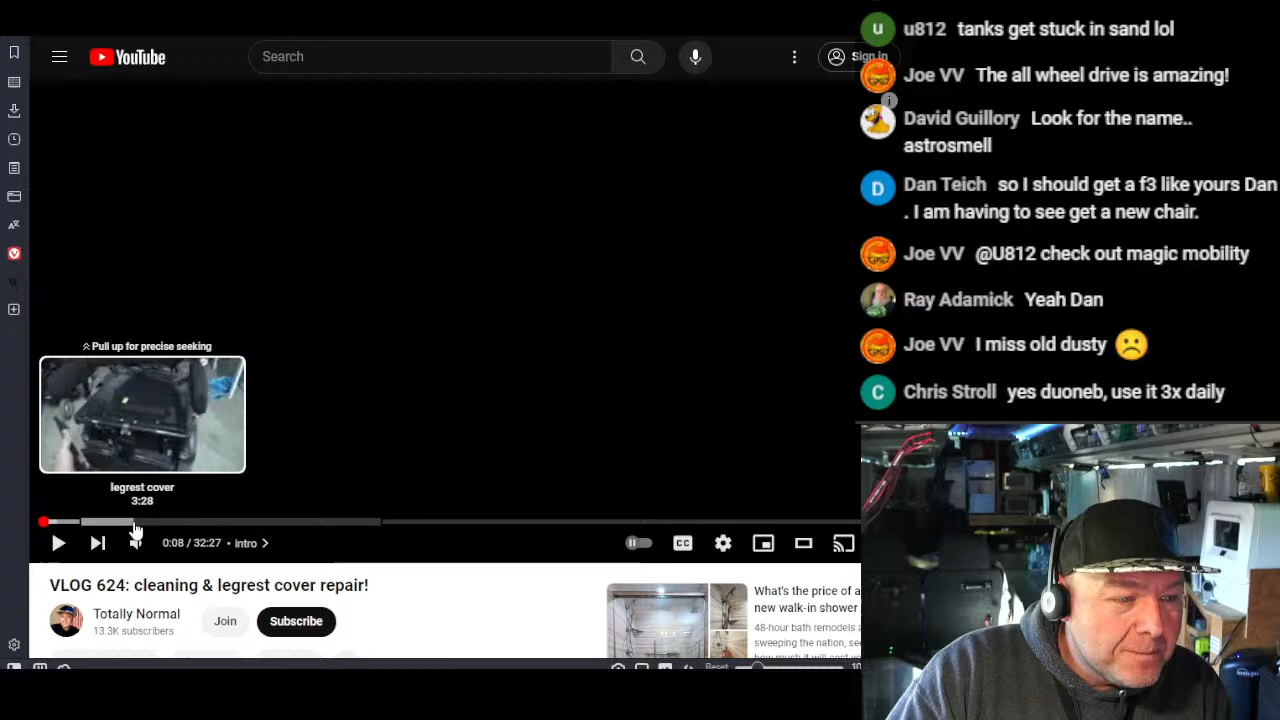 YouTube
Search
Sign in
Pull up for precise seeking
legrest cover
3:28
0:08 / 32:27 • intro
CC
VLOG 624: cleaning & legrest cover repair!
Totally Normal
13.3K subscribers
Join
Subscribe
What's the price of a
new walk-in shower
48-hour bath remodels a
sweeping the nation, see
Reset
u812 tanks get stuck in sand lol
Joe VV The all wheel drive is amazing!
David Guillory Look for the name..
astrosmell
Dan Teich so I should get a f3 like yours Dan
. I am having to see get a new chair.
Joe VV @U812 check out magic mobility
Ray Adamick Yeah Dan
Joe VV I miss old dusty
Chris Stroll yes duoneb, use it 3x daily